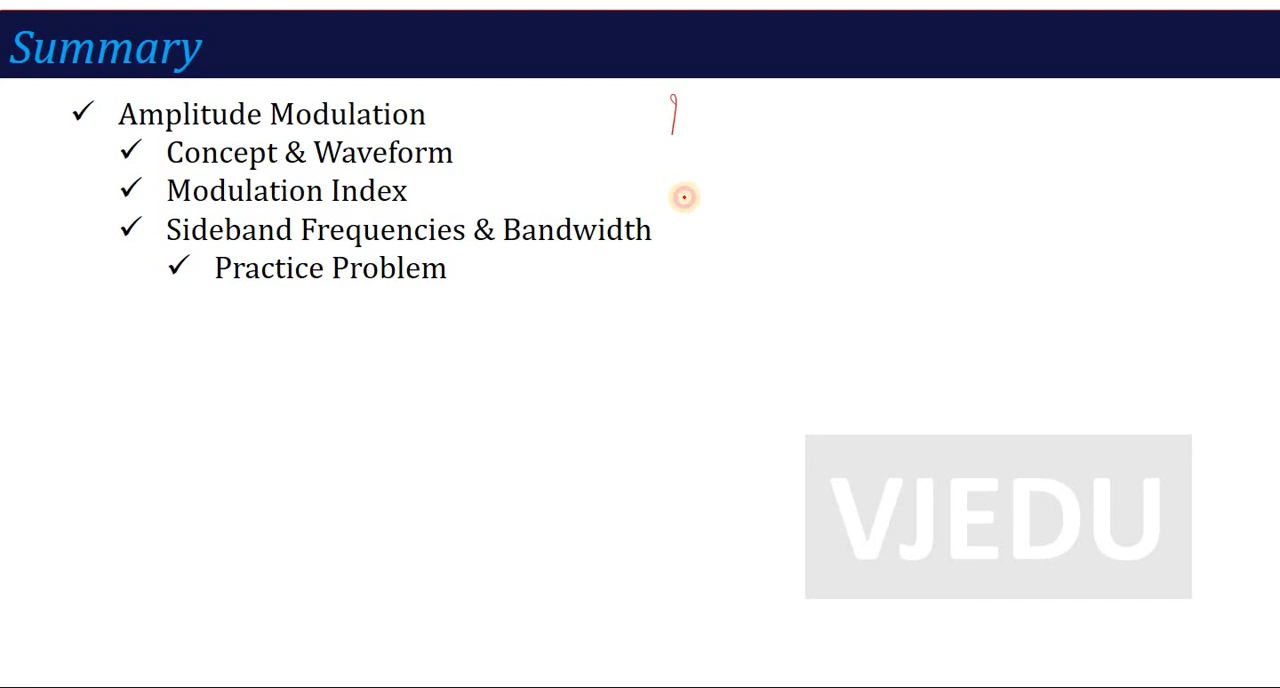 Summary
✓ Amplitude Modulation
✓ Concept & Waveform
✓ Modulation Index
✓ Sideband Frequencies & Bandwidth
✓ Practice Problem
VJEDU